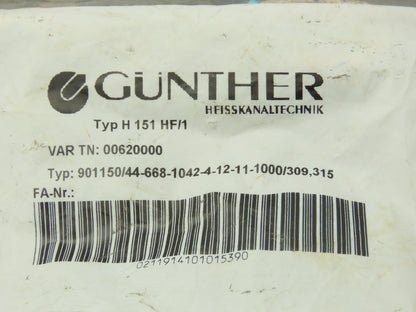 GÜNTHER
HEISSKANALTECHNIK
Typ H 151 HF/1
VAR TN: 00620000
Typ: 901150/44-668-1042-4-12-11-1000/309,315
FA-Nr.:
0211914101015390